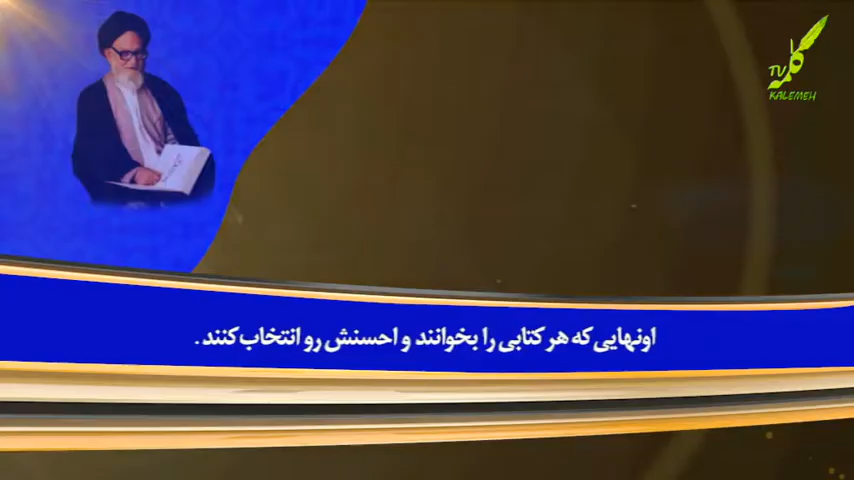 کلمه
TV
KALEMEH
اونهایی که هر کتابی را بخوانند و احسنش رو انتخاب کنند.